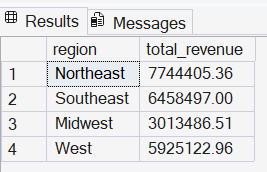 Results Messages
region total_revenue
1 Northeast 7744405.36
2 Southeast 6458497.00
3 Midwest 3013486.51
4 West 5925122.96